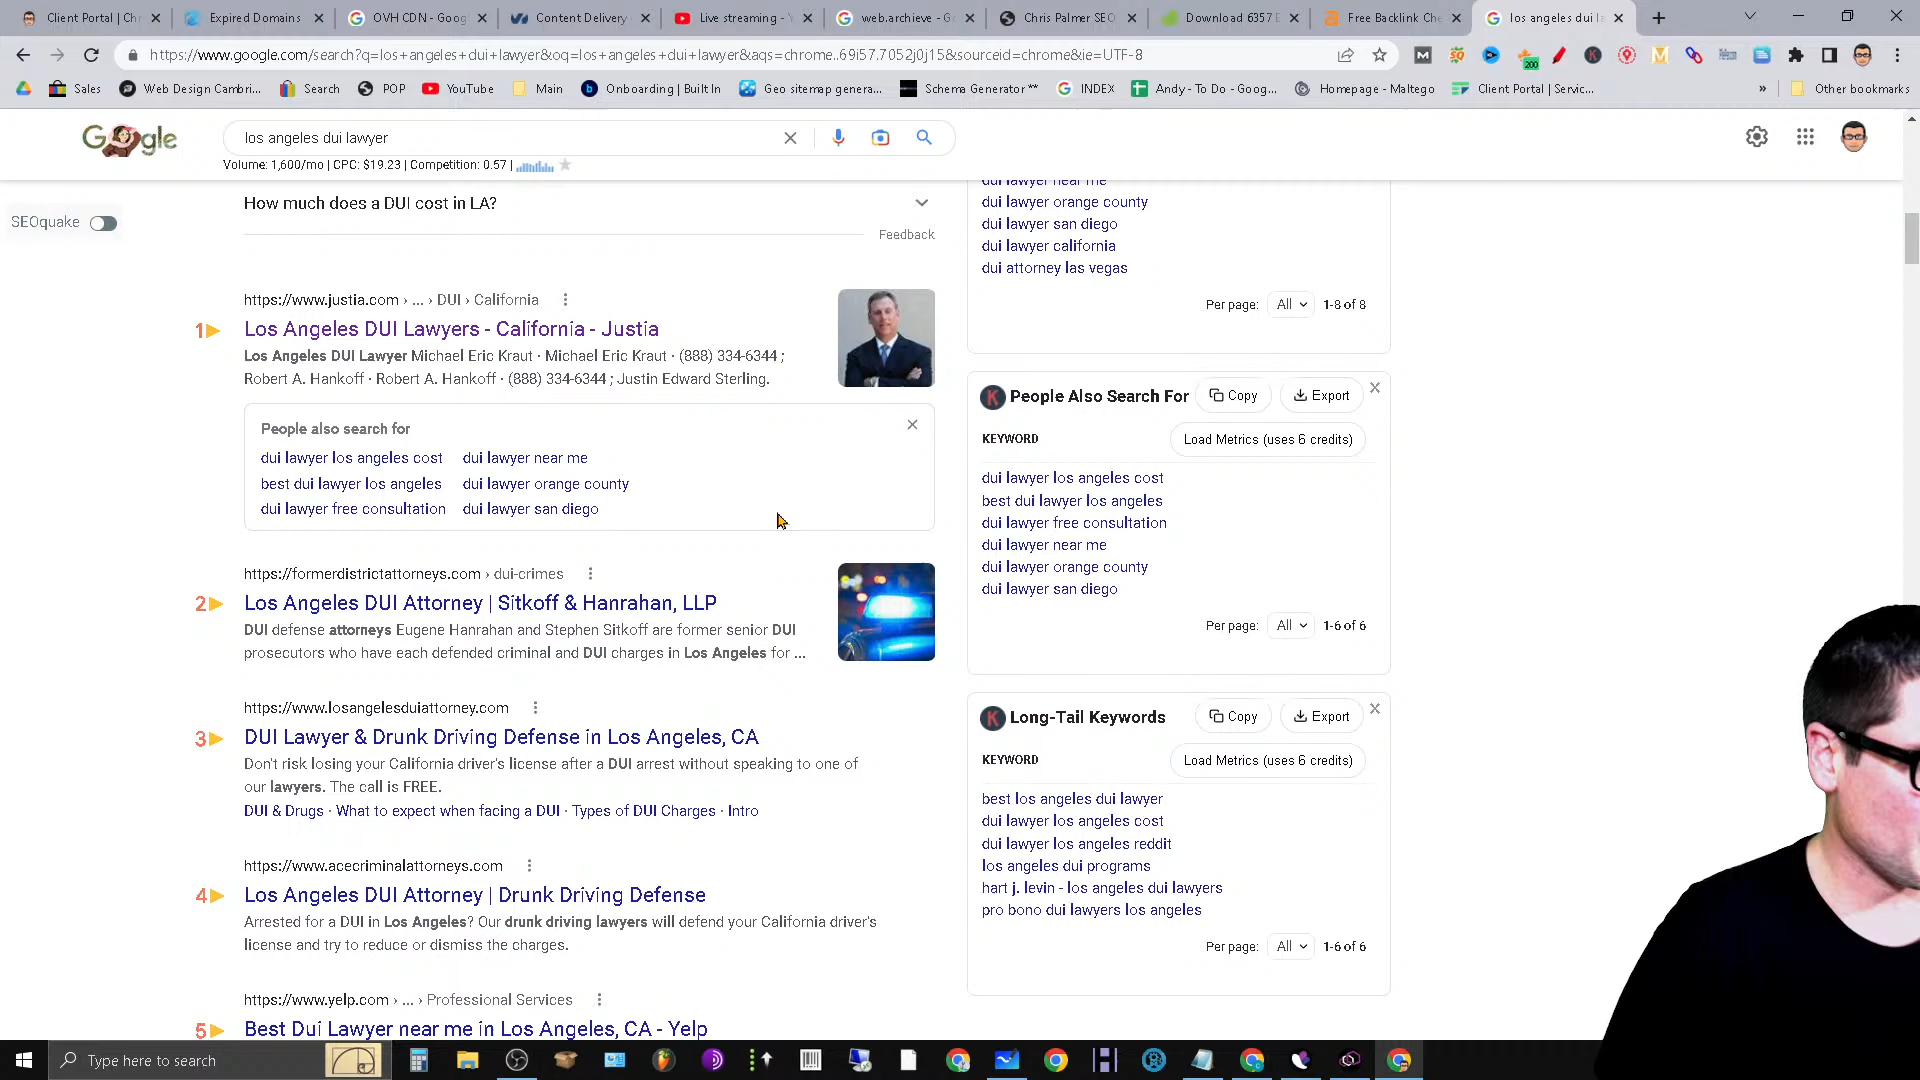 Client Portal | Chr
Expired Domains
OVH CDN - Goog
Content Delivery
Live streaming - Y
web.archieve - G
Chris Palmer SEO
Download 6357 E
Free Backlink Che
los angeles dui la
https://www.google.com/search?q=los+angeles+dui+lawyer&oq=los+angeles+dui+lawyer&aqs=chrome..69i57.7052j0j15&sourceid=chrome&ie=UTF-8
200
Sales
Web Design Cambri...
Search
POP
YouTube
Main
Onboarding | Built In
Geo sitemap genera...
Schema Generator **
INDEX
Andy - To Do - Goog...
Homepage - Maltego
Client Portal | Servic...
»
Other bookmarks
Google
los angeles dui lawyer
Volume: 1,600/mo | CPC: $19.23 | Competition: 0.57 |
SEOquake
How much does a DUI cost in LA?
Feedback
https://www.justia.com › ... › DUI › California
1
Los Angeles DUI Lawyers - California - Justia
Los Angeles DUI Lawyer Michael Eric Kraut · Michael Eric Kraut · (888) 334-6344 ;
Robert A. Hankoff · Robert A. Hankoff · (888) 334-6344 ; Justin Edward Sterling.
People also search for
dui lawyer los angeles cost
dui lawyer near me
best dui lawyer los angeles
dui lawyer orange county
dui lawyer free consultation
dui lawyer san diego
https://formerdistrictattorneys.com › dui-crimes
2
Los Angeles DUI Attorney | Sitkoff & Hanrahan, LLP
DUI defense attorneys Eugene Hanrahan and Stephen Sitkoff are former senior DUI
prosecutors who have each defended criminal and DUI charges in Los Angeles for ...
https://www.losangelesduiattorney.com
3
DUI Lawyer & Drunk Driving Defense in Los Angeles, CA
Don't risk losing your California driver's license after a DUI arrest without speaking to one of
our lawyers. The call is FREE.
DUI & Drugs · What to expect when facing a DUI · Types of DUI Charges · Intro
https://www.acecriminalattorneys.com
4
Los Angeles DUI Attorney | Drunk Driving Defense
Arrested for a DUI in Los Angeles? Our drunk driving lawyers will defend your California driver's
license and try to reduce or dismiss the charges.
https://www.yelp.com › ... › Professional Services
5
Best Dui Lawyer near me in Los Angeles, CA - Yelp
dui lawyer near me
dui lawyer orange county
dui lawyer san diego
dui lawyer california
dui attorney las vegas
Per page: All 1-8 of 8
K People Also Search For
Copy
Export
KEYWORD
Load Metrics (uses 6 credits)
dui lawyer los angeles cost
best dui lawyer los angeles
dui lawyer free consultation
dui lawyer near me
dui lawyer orange county
dui lawyer san diego
Per page: All 1-6 of 6
K Long-Tail Keywords
Copy
Export
KEYWORD
Load Metrics (uses 6 credits)
best los angeles dui lawyer
dui lawyer los angeles cost
dui lawyer los angeles reddit
los angeles dui programs
hart j. levin - los angeles dui lawyers
pro bono dui lawyers los angeles
Per page: All 1-6 of 6
Type here to search